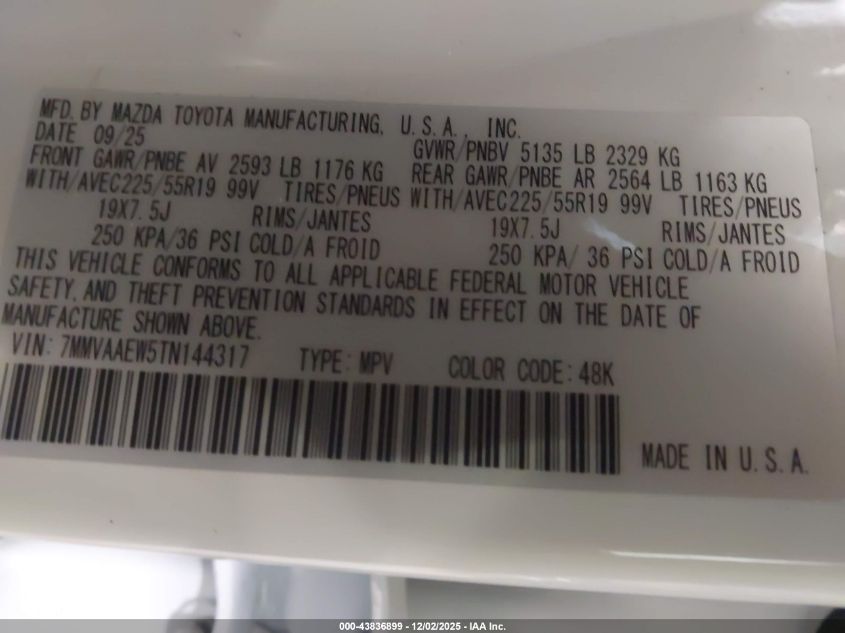 MFD. BY MAZDA TOYOTA MANUFACTURING, U.S.A., INC.
DATE 09/25 GVWR/PNBV 5135 LB 2329 KG
FRONT GAWR/PNBE AV 2593 LB 1176 KG REAR GAWR/PNBE AR 2564 LB 1163 KG
WITH/AVEC225/55R19 99V TIRES/PNEUS WITH/AVEC225/55R19 99V TIRES/PNEUS
19X7.5J RIMS/JANTES 19X7.5J RIMS/JANTES
250 KPA/36 PSI COLD/A FROID 250 KPA/ 36 PSI COLD/A FROID
THIS VEHICLE CONFORMS TO ALL APPLICABLE FEDERAL MOTOR VEHICLE
SAFETY, AND THEFT PREVENTION STANDARDS IN EFFECT ON THE DATE OF
MANUFACTURE SHOWN ABOVE.
VIN: 7MMVAAEW5TN144317 TYPE: MPV COLOR CODE: 48K
MADE IN U.S.A.
000-43836899 - 12/02/2025 - IAA Inc.